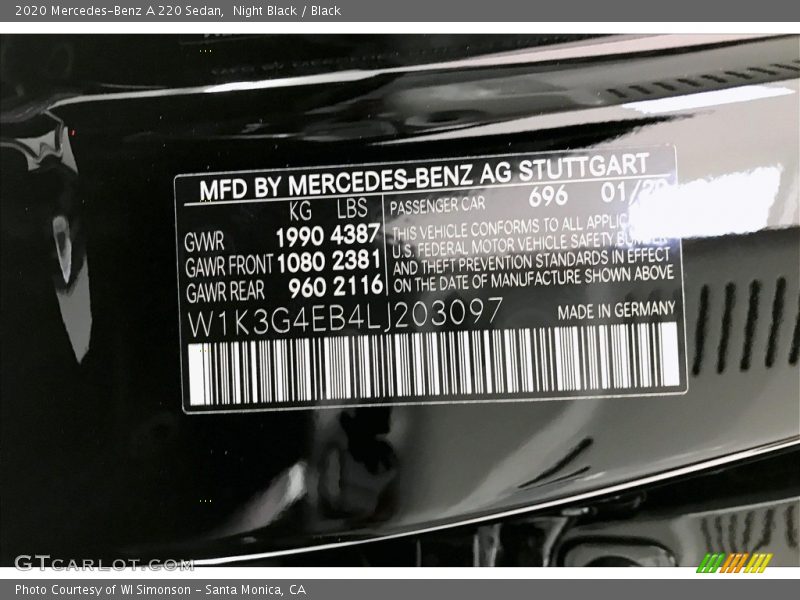 2020 Mercedes-Benz A 220 Sedan, Night Black / Black
MFD BY MERCEDES-BENZ AG STUTTGART
KG LBS
GVWR 1990 4387
GAWR FRONT 1080 2381
GAWR REAR 960 2116
PASSENGER CAR 696 01/
THIS VEHICLE CONFORMS TO ALL
U.S. FEDERAL MOTOR VEHICLE SAFETY
AND THEFT PREVENTION STANDARDS IN EFFECT
ON THE DATE OF MANUFACTURE SHOWN ABOVE
W1K3G4EB4LJ203097
MADE IN GERMANY
GTCARLOT.COM
Photo Courtesy of WI Simonson - Santa Monica, CA